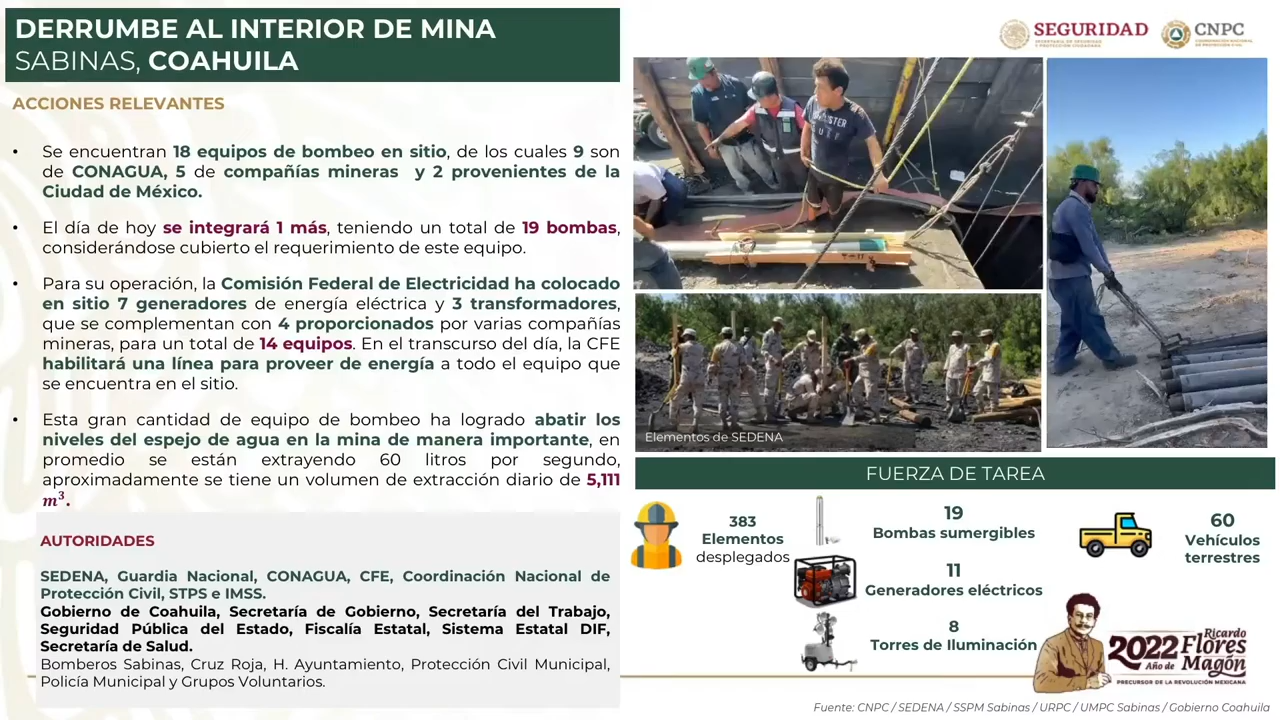 DERRUMBE AL INTERIOR DE MINA
SABINAS, COAHUILA
SEGURIDAD
SECRETARÍA DE SEGURIDAD
Y PROTECCIÓN CIUDADANA
CNPC
COORDINACIÓN NACIONAL
DE PROTECCIÓN CIVIL
ACCIONES RELEVANTES
• Se encuentran 18 equipos de bombeo en sitio, de los cuales 9 son
de CONAGUA, 5 de compañías mineras y 2 provenientes de la
Ciudad de México.
• El día de hoy se integrará 1 más, teniendo un total de 19 bombas,
considerándose cubierto el requerimiento de este equipo.
• Para su operación, la Comisión Federal de Electricidad ha colocado
en sitio 7 generadores de energía eléctrica y 3 transformadores,
que se complementan con 4 proporcionados por varias compañías
mineras, para un total de 14 equipos. En el transcurso del día, la CFE
habilitará una línea para proveer de energía a todo el equipo que
se encuentra en el sitio.
• Esta gran cantidad de equipo de bombeo ha logrado abatir los
niveles del espejo de agua en la mina de manera importante, en
promedio se están extrayendo 60 litros por segundo,
aproximadamente se tiene un volumen de extracción diario de 5,111
m³.
AUTORIDADES
SEDENA, Guardia Nacional, CONAGUA, CFE, Coordinación Nacional de
Protección Civil, STPS e IMSS.
Gobierno de Coahuila, Secretaría de Gobierno, Secretaría del Trabajo,
Seguridad Pública del Estado, Fiscalía Estatal, Sistema Estatal DIF,
Secretaría de Salud.
Bomberos Sabinas, Cruz Roja, H. Ayuntamiento, Protección Civil Municipal,
Policía Municipal y Grupos Voluntarios.
Elementos de SEDENA
FUERZA DE TAREA
383
Elementos
desplegados
19
Bombas sumergibles
11
Generadores eléctricos
8
Torres de Iluminación
60
Vehículos
terrestres
2022 Ricardo
Flores
Año de Magón
PRECURSOR DE LA REVOLUCIÓN MEXICANA
Fuente: CNPC / SEDENA / SSPM Sabinas / URPC / UMPC Sabinas / Gobierno Coahuila